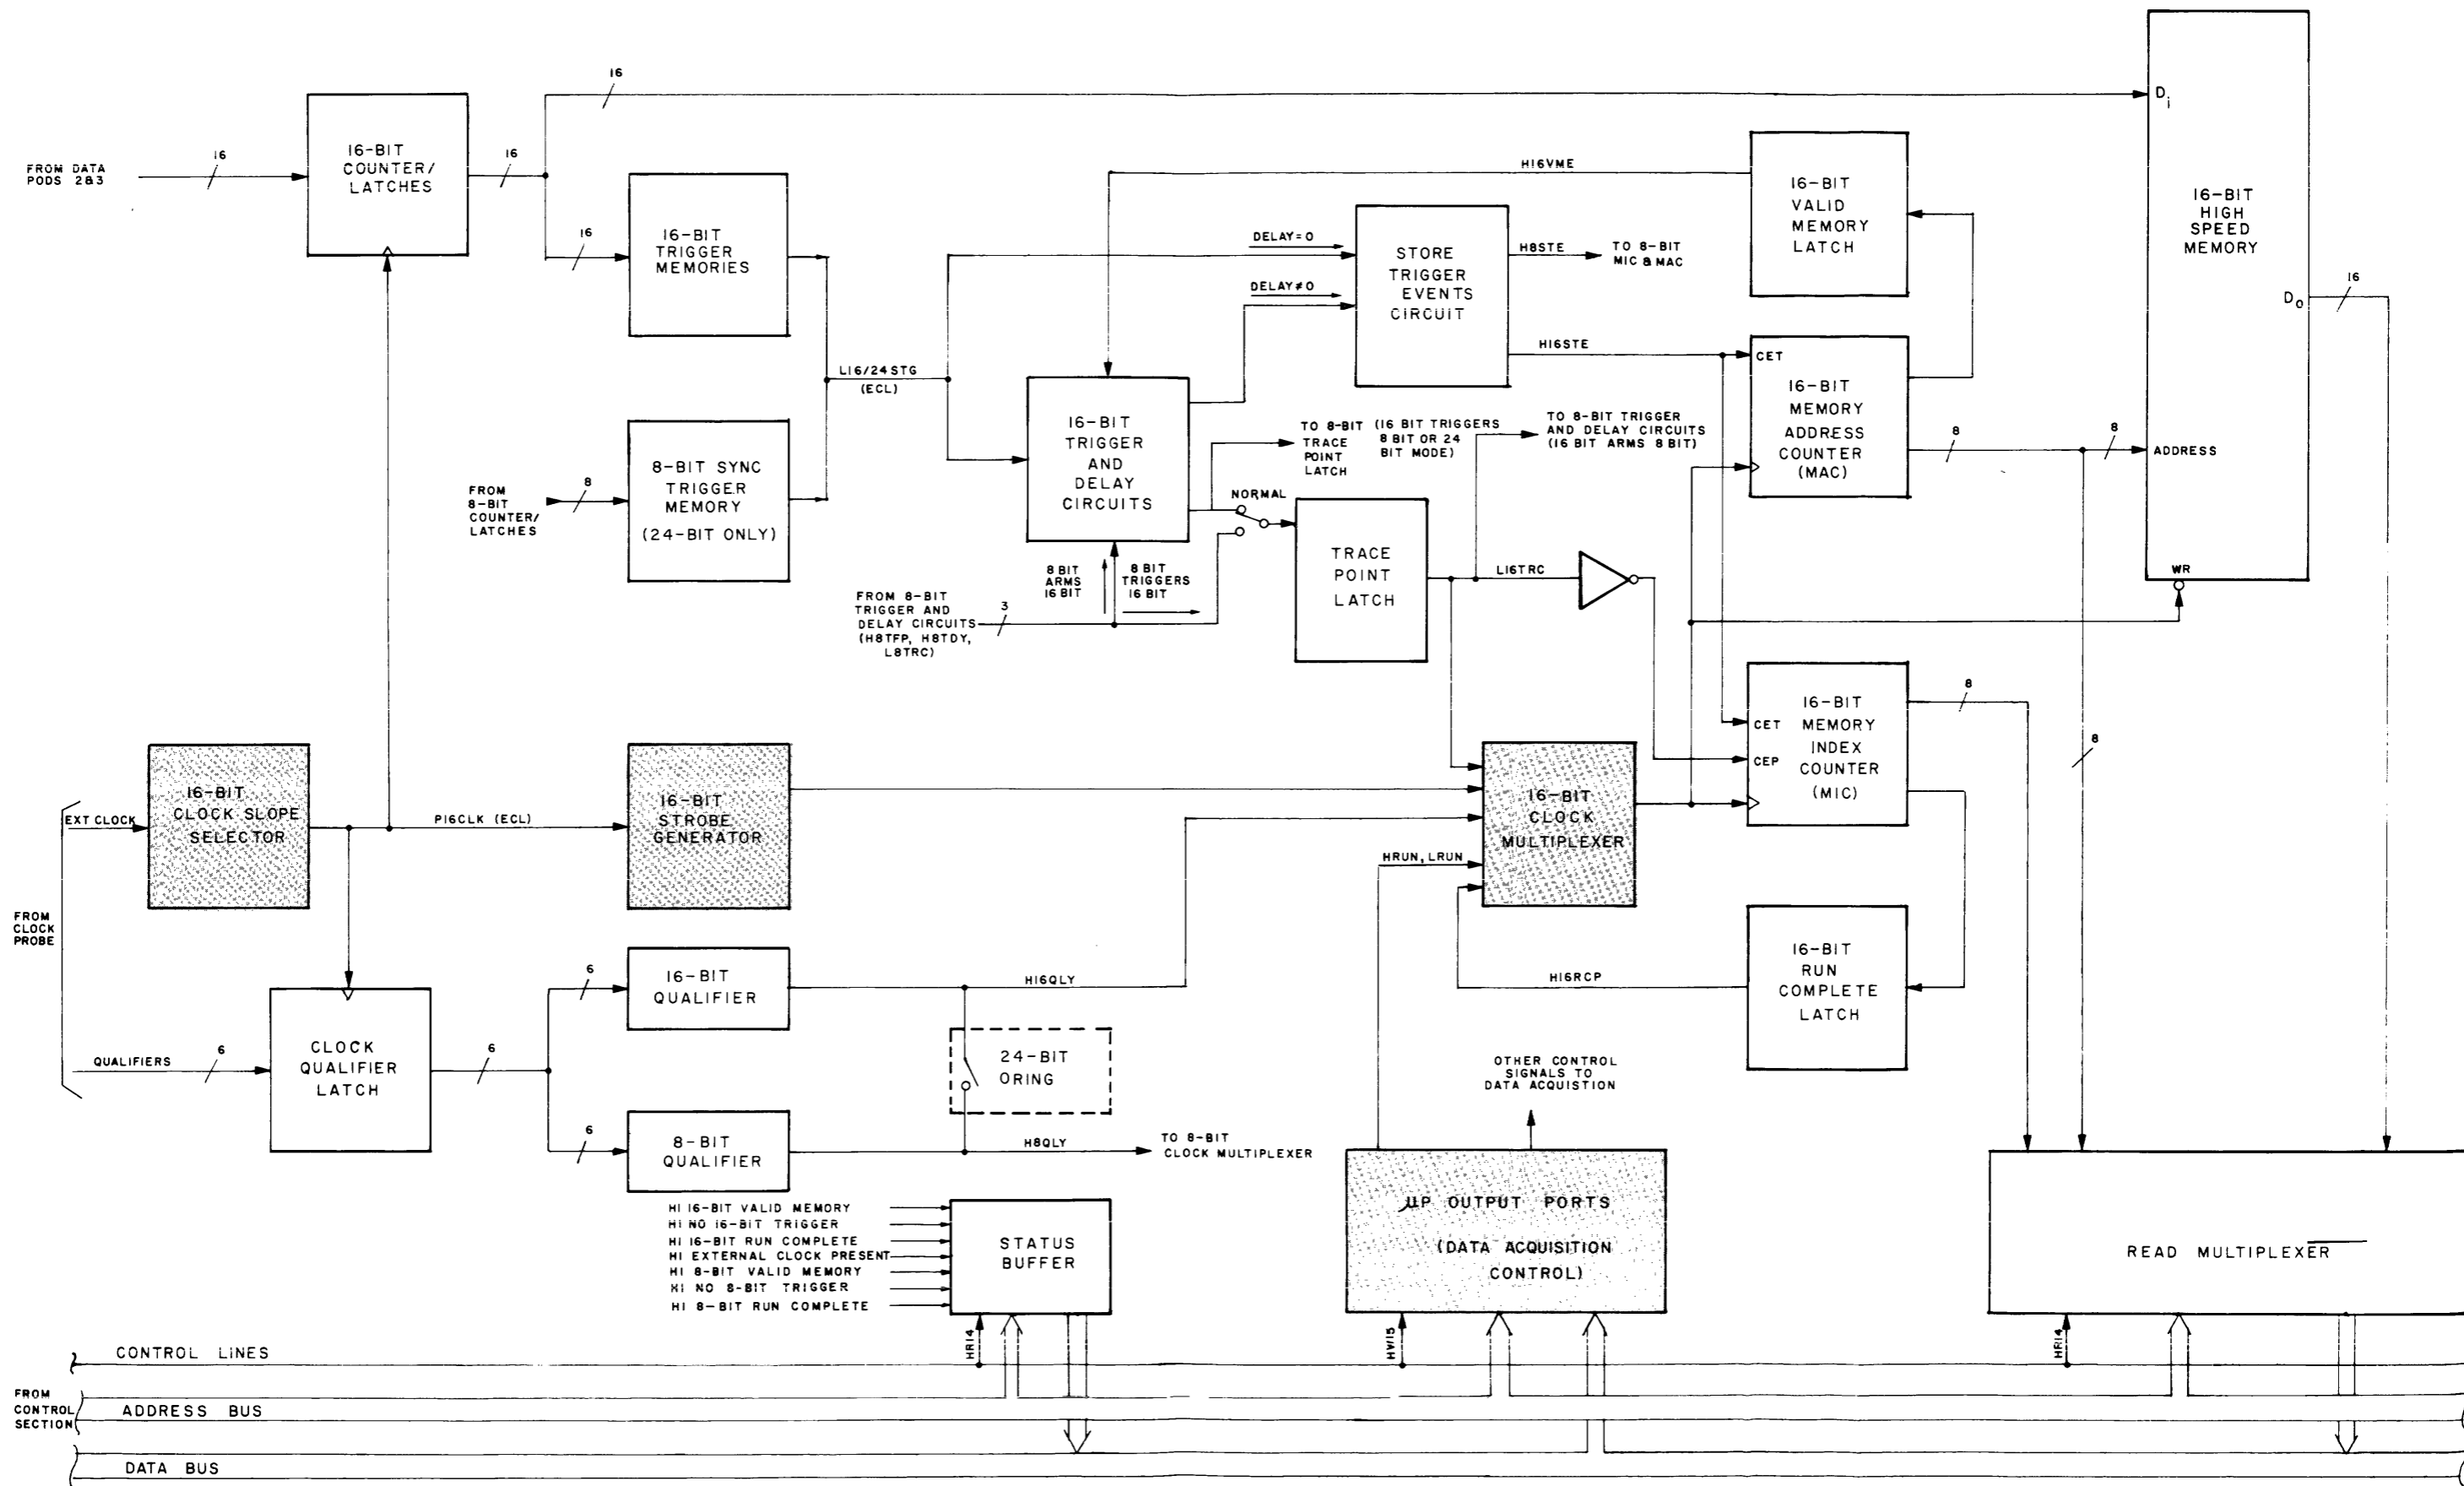 FROM DATA
PODS 2&3
16
16-BIT
COUNTER/
LATCHES
16
16
16
16-BIT
TRIGGER
MEMORIES
FROM
8-BIT
COUNTER/
LATCHES
8
8-BIT SYNC
TRIGGER
MEMORY
(24-BIT ONLY)
L16/24STG
(ECL)
16-BIT
TRIGGER
AND
DELAY
CIRCUITS
DELAY=0
DELAY≠0
STORE
TRIGGER
EVENTS
CIRCUIT
H16VME
H8STE
TO 8-BIT
MIC & MAC
H16STE
16-BIT
VALID
MEMORY
LATCH
CET
16-BIT
MEMORY
ADDRESS
COUNTER
(MAC)
8
8
Di
16-BIT
HIGH
SPEED
MEMORY
Do
16
ADDRESS
WR
TO 8-BIT
TRACE
POINT
LATCH
(16 BIT TRIGGERS
8 BIT OR 24
BIT MODE)
TO 8-BIT TRIGGER
AND DELAY CIRCUITS
(16 BIT ARMS 8 BIT)
NORMAL
TRACE
POINT
LATCH
L16TRC
8 BIT
ARMS
16 BIT
8 BIT
TRIGGERS
16 BIT
FROM 8-BIT
TRIGGER AND
DELAY CIRCUITS
(H8TFP, H8TDY,
L8TRC)
3
CET
CEP
16-BIT
MEMORY
INDEX
COUNTER
(MIC)
8
8
FROM
CLOCK
PROBE
EXT CLOCK
16-BIT
CLOCK SLOPE
SELECTOR
P16CLK (ECL)
16-BIT
STROBE
GENERATOR
16-BIT
CLOCK
MULTIPLEXER
HRUN, LRUN
16-BIT
RUN
COMPLETE
LATCH
H16RCP
QUALIFIERS
6
CLOCK
QUALIFIER
LATCH
6
6
16-BIT
QUALIFIER
H16QLY
24-BIT
ORING
6
8-BIT
QUALIFIER
H8QLY
TO 8-BIT
CLOCK MULTIPLEXER
OTHER CONTROL
SIGNALS TO
DATA ACQUISTION
HI 16-BIT VALID MEMORY
HI NO 16-BIT TRIGGER
HI 16-BIT RUN COMPLETE
HI EXTERNAL CLOCK PRESENT
HI 8-BIT VALID MEMORY
HI NO 8-BIT TRIGGER
HI 8-BIT RUN COMPLETE
STATUS
BUFFER
µP OUTPUT PORTS
(DATA ACQUISITION
CONTROL)
READ MULTIPLEXER
HR14
HW15
HR14
CONTROL LINES
FROM
CONTROL
SECTION
ADDRESS BUS
DATA BUS